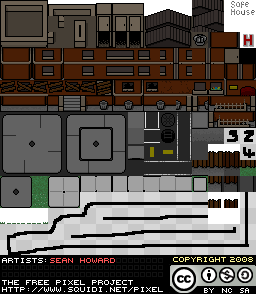 Safe
House
H
3 2
4
ARTISTS: SEAN HOWARD
COPYRIGHT 2008
THE FREE PIXEL PROJECT
HTTP://WWW.SQUIDI.NET/PIXEL
cc
BY NC SA